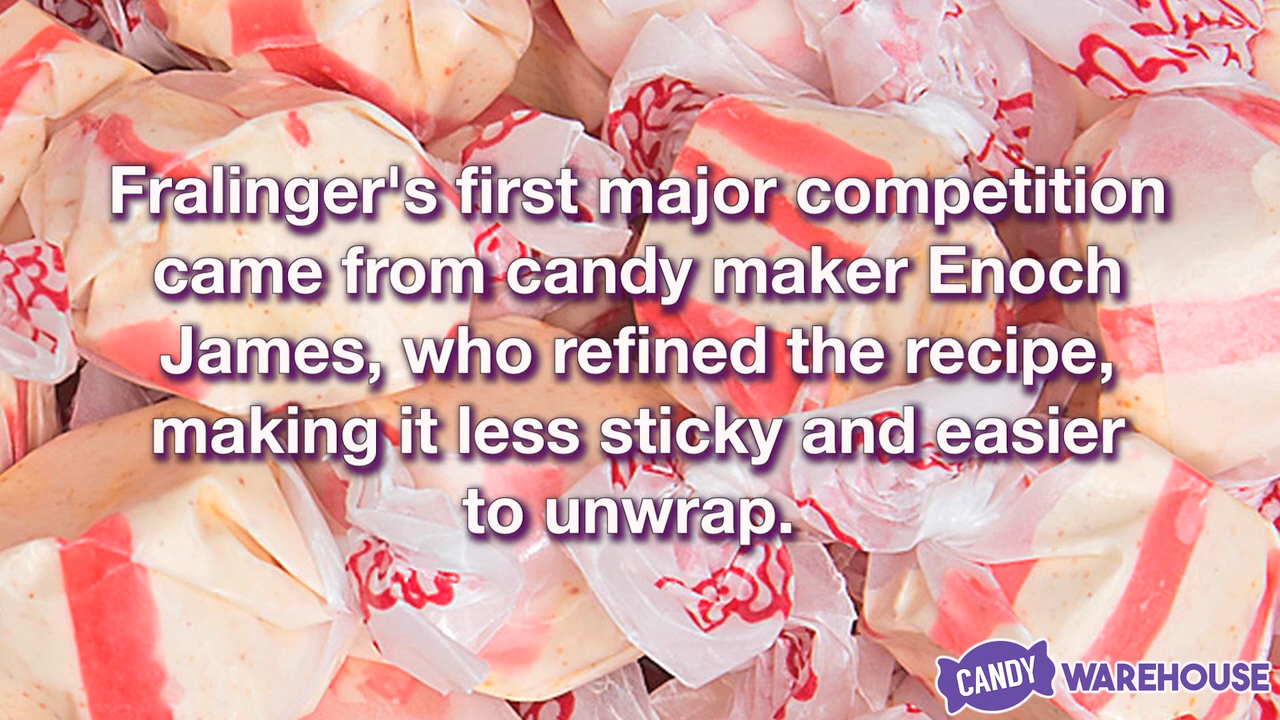 Fralinger's first major competition
came from candy maker Enoch
James, who refined the recipe,
making it less sticky and easier
to unwrap.
CANDY WAREHOUSE